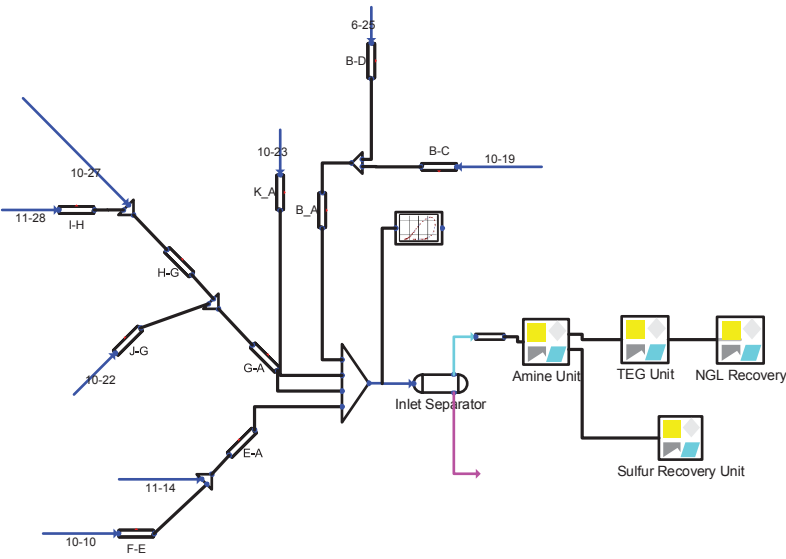 6-25
B-D
B-C
10-19
10-23
K_A
B_A
10-27
11-28
I-H
H-G
J-G
10-22
G-A
Inlet Separator
Amine Unit
TEG Unit
NGL Recovery
E-A
Sulfur Recovery Unit
11-14
10-10
F-E